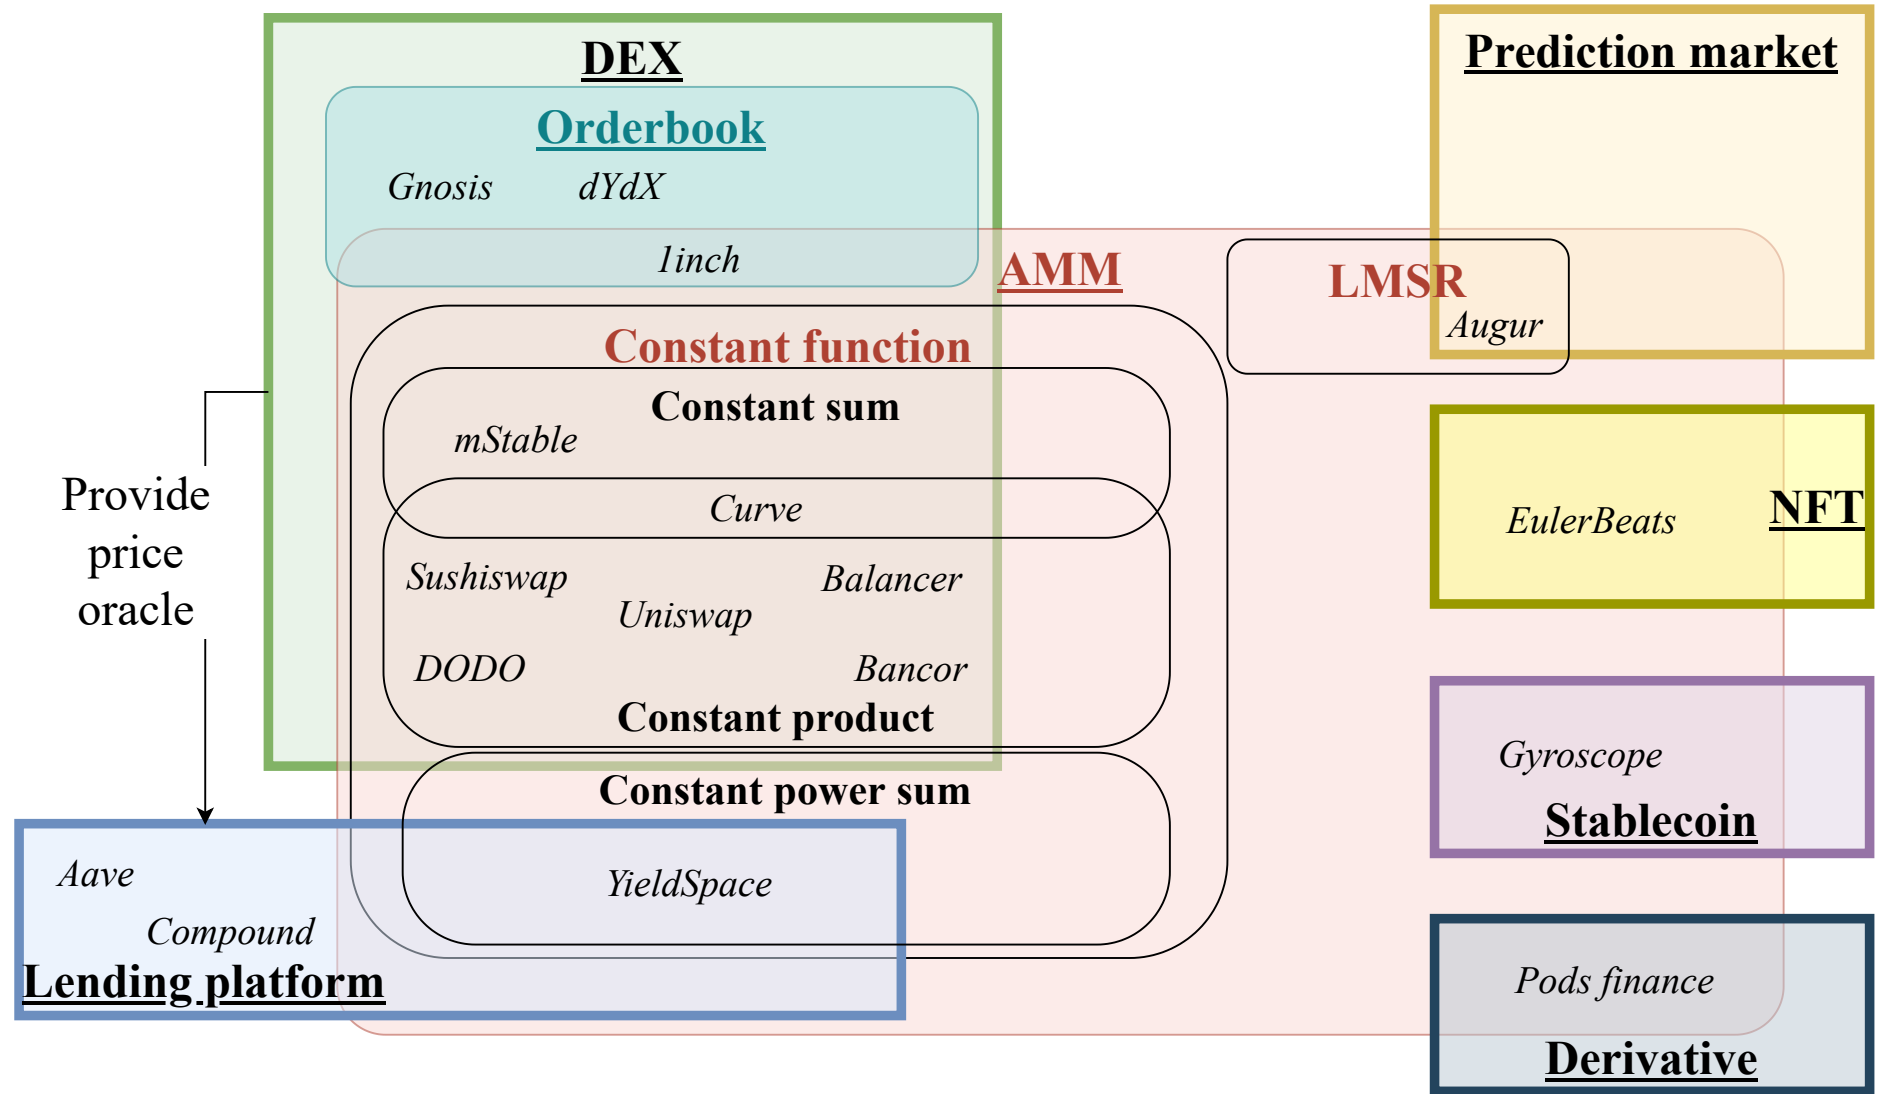 DEX
Prediction market
Orderbook
Gnosis
dYdX
1inch
AMM
LMSR
Augur
Constant function
Constant sum
mStable
Curve
Provide
price
oracle
Sushiswap
Balancer
Uniswap
DODO
Bancor
Constant product
EulerBeats
NFT
Constant power sum
Gyroscope
Stablecoin
Aave
YieldSpace
Compound
Lending platform
Pods finance
Derivative